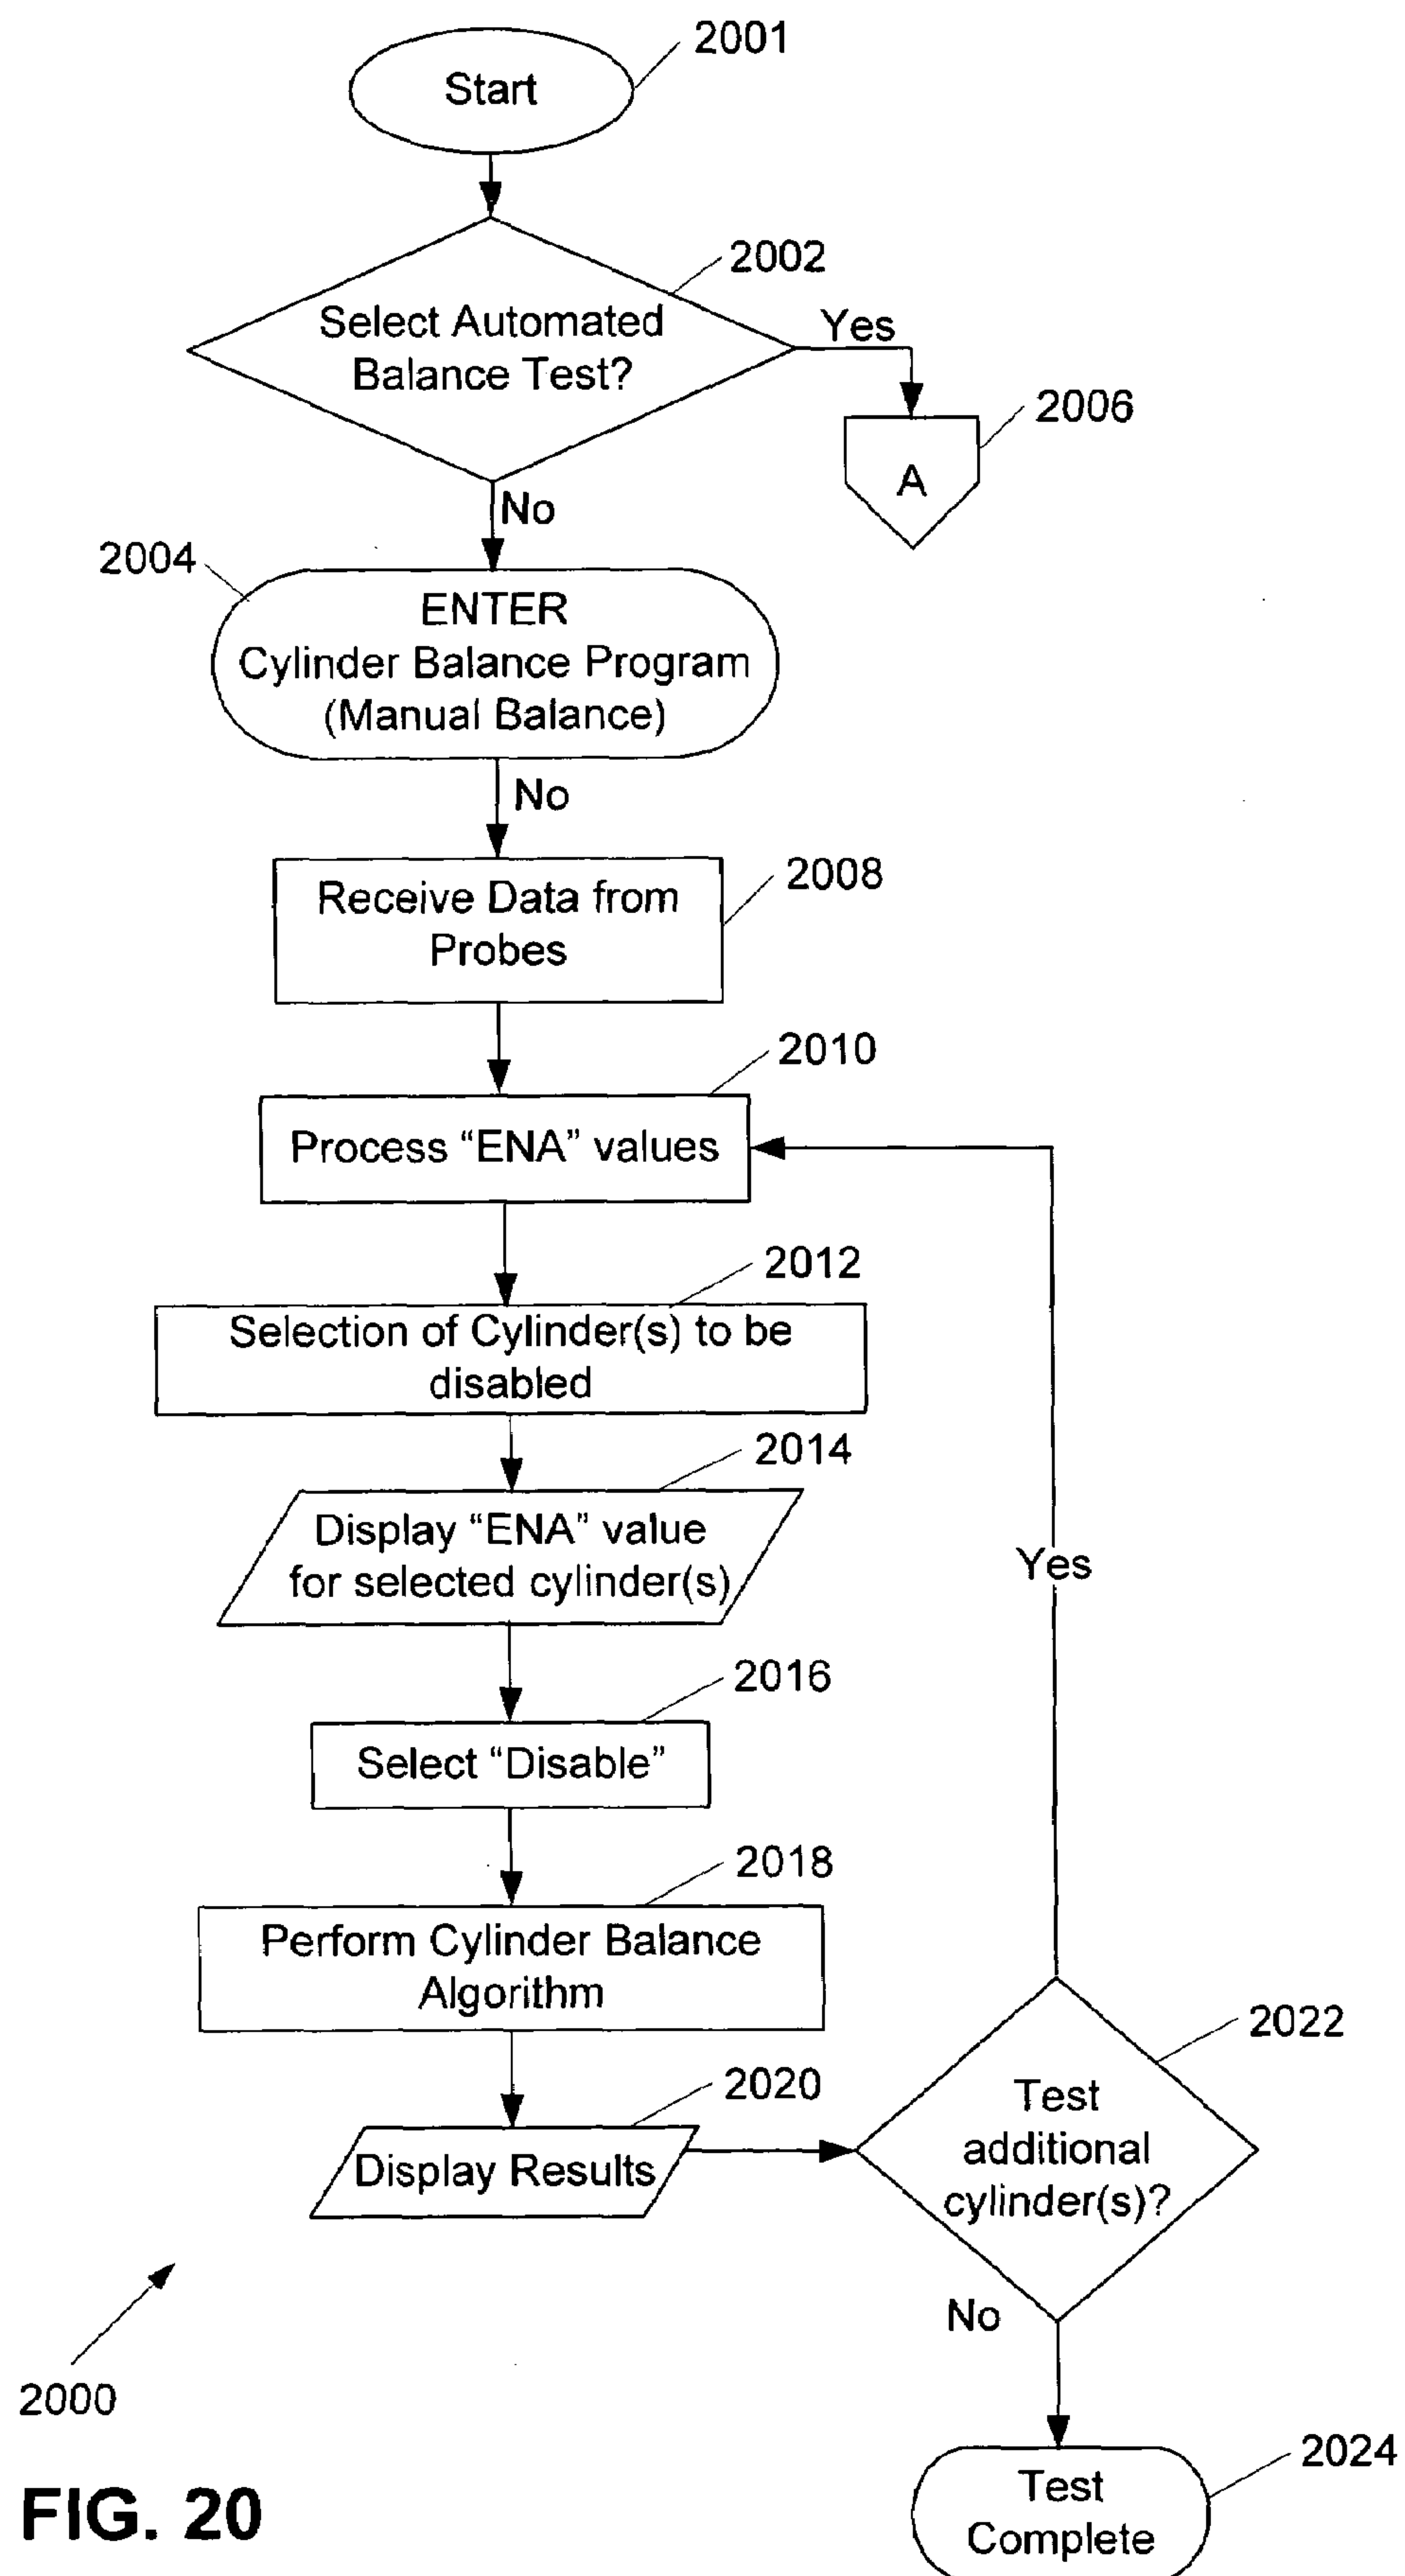 2001
Start
2002
Select Automated
Balance Test?
Yes
2006
A
No
2004
ENTER
Cylinder Balance Program
(Manual Balance)
No
2008
Receive Data from
Probes
2010
Process “ENA” values
2012
Selection of Cylinder(s) to be
disabled
2014
Display “ENA” value
for selected cylinder(s)
Yes
2016
Select “Disable”
2018
Perform Cylinder Balance
Algorithm
2020
Display Results
2022
Test
additional
cylinder(s)?
No
2000
2024
Test
Complete
FIG. 20